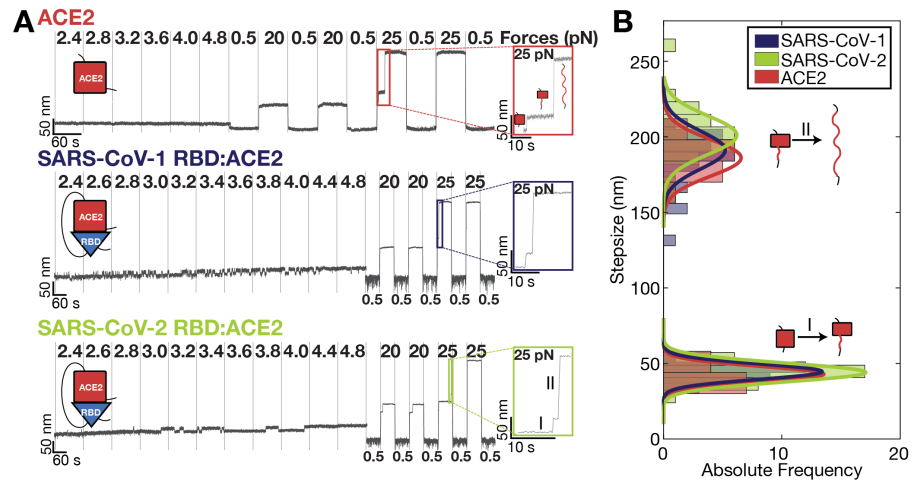 A
ACE2
2.4 2.8 3.2 3.6 4.0 4.8 0.5 20 0.5 20 0.5 25 0.5 25 0.5 Forces (pN)
25 pN
ACE2
ACE2
50 nm
60 s
50 nm
10 s
SARS-CoV-1 RBD:ACE2
2.4 2.6 2.8 3.0 3.2 3.6 4.0 4.4 4.8 20 20 25 25
25 pN
ACE2
RBD
50 nm
60 s
0.5 0.5 0.5 0.5 0.5
50 nm
10 s
SARS-CoV-2 RBD:ACE2
2.4 2.6 2.8 3.0 3.2 3.6 3.8 4.0 4.4 4.8 20 20 25 25
25 pN
ACE2
RBD
II
I
50 nm
60 s
0.5 0.5 0.5 0.5 0.5
50 nm
10 s
B
SARS-CoV-1
SARS-CoV-2
ACE2
250
200
150
100
50
0
Stepsize (nm)
II
I
0 10 20
Absolute Frequency